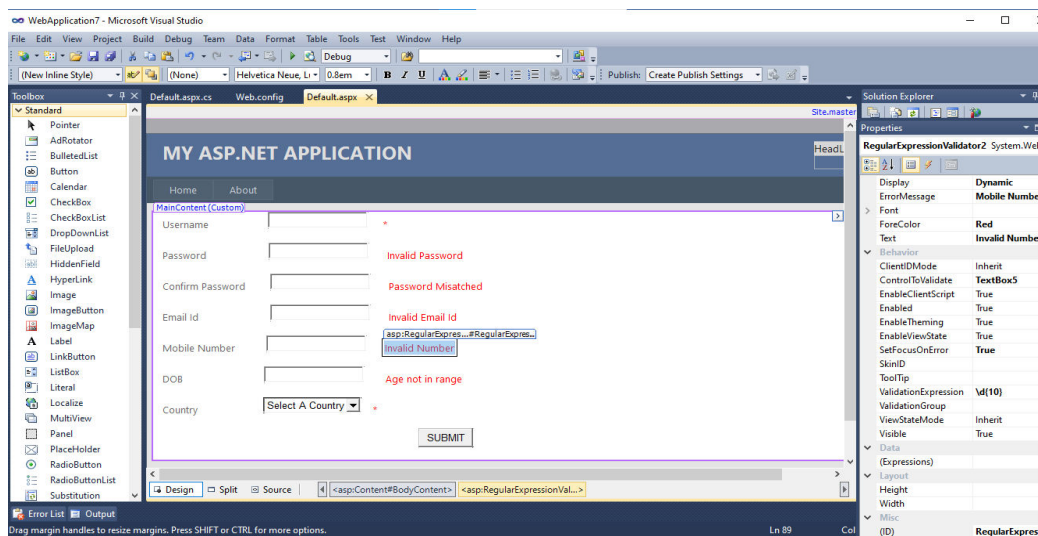 WebApplication7 - Microsoft Visual Studio
File Edit View Project Build Debug Team Data Format Table Tools Test Window Help
Debug
(New Inline Style) (None) Helvetica Neue, Li 0.8em B I U A Publish: Create Publish Settings
Toolbox
Standard
Pointer
AdRotator
BulletedList
Button
Calendar
CheckBox
CheckBoxList
DropDownList
FileUpload
HiddenField
HyperLink
Image
ImageButton
ImageMap
Label
LinkButton
ListBox
Literal
Localize
MultiView
Panel
PlaceHolder
RadioButton
RadioButtonList
Substitution
Default.aspx.cs Web.config Default.aspx
Site.master
MY ASP.NET APPLICATION
HeadL
Home About
MainContent (Custom)
Username *
Password Invalid Password
Confirm Password Password Misatched
Email Id Invalid Email Id
asp:RegularExpres...#RegularExpres...
Mobile Number Invalid Number
DOB Age not in range
Country Select A Country *
SUBMIT
Design Split Source <asp:Content#BodyContent> <asp:RegularExpressionVal...>
Solution Explorer
Properties
RegularExpressionValidator2 System.Web
Display Dynamic
ErrorMessage Mobile Numbe
Font
ForeColor Red
Text Invalid Numbe
Behavior
ClientIDMode Inherit
ControlToValidate TextBox5
EnableClientScript True
Enabled True
EnableTheming True
EnableViewState True
SetFocusOnError True
SkinID
ToolTip
ValidationExpression \d{10}
ValidationGroup
ViewStateMode Inherit
Visible True
Data
(Expressions)
Layout
Height
Width
Misc
(ID) RegularExpres
Error List Output
Drag margin handles to resize margins. Press SHIFT or CTRL for more options. Ln 89 Col